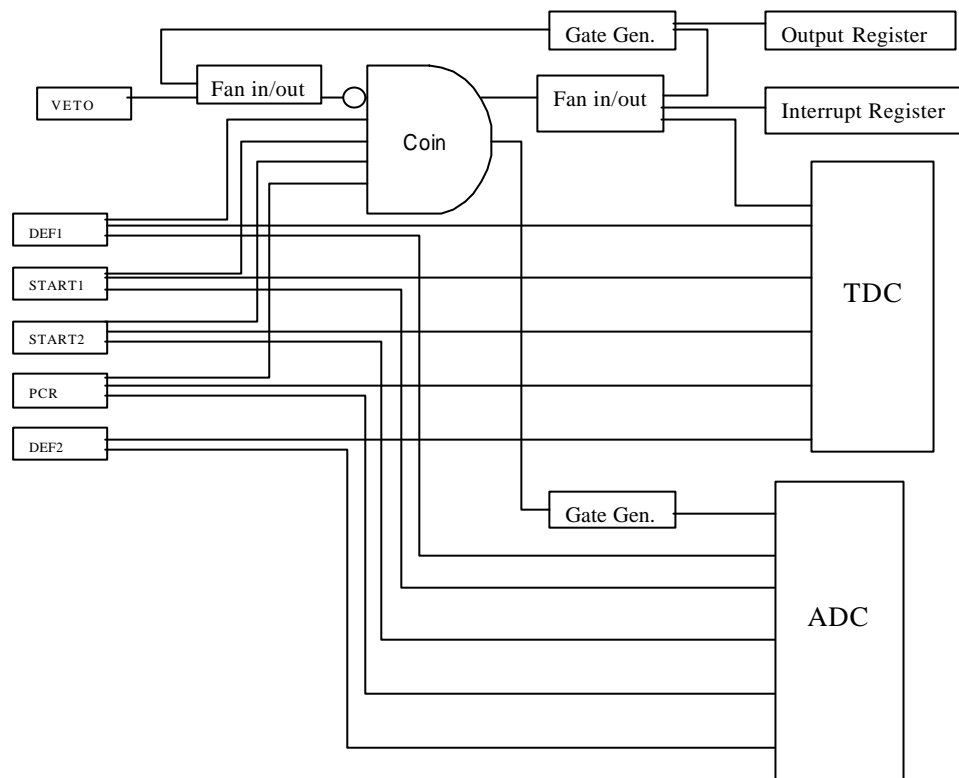 Gate Gen.
Output Register
Fan in/out
VETO
Fan in/out
Interrupt Register
Coin
DEF1
START1
TDC
START2
PCR
DEF2
Gate Gen.
ADC